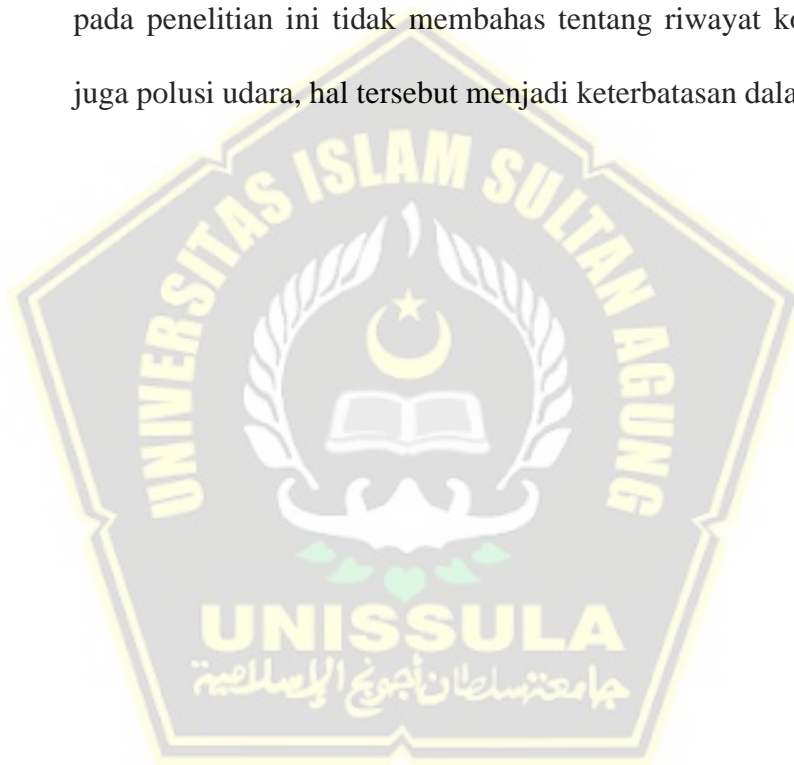 pada penelitian ini tidak membahas tentang riwayat ko
juga polusi udara, hal tersebut menjadi keterbatasan dala
UNIVERSITAS ISLAM SULTAN AGUNG
UNISSULA
جامعة سلطان أجونج الإسلامية